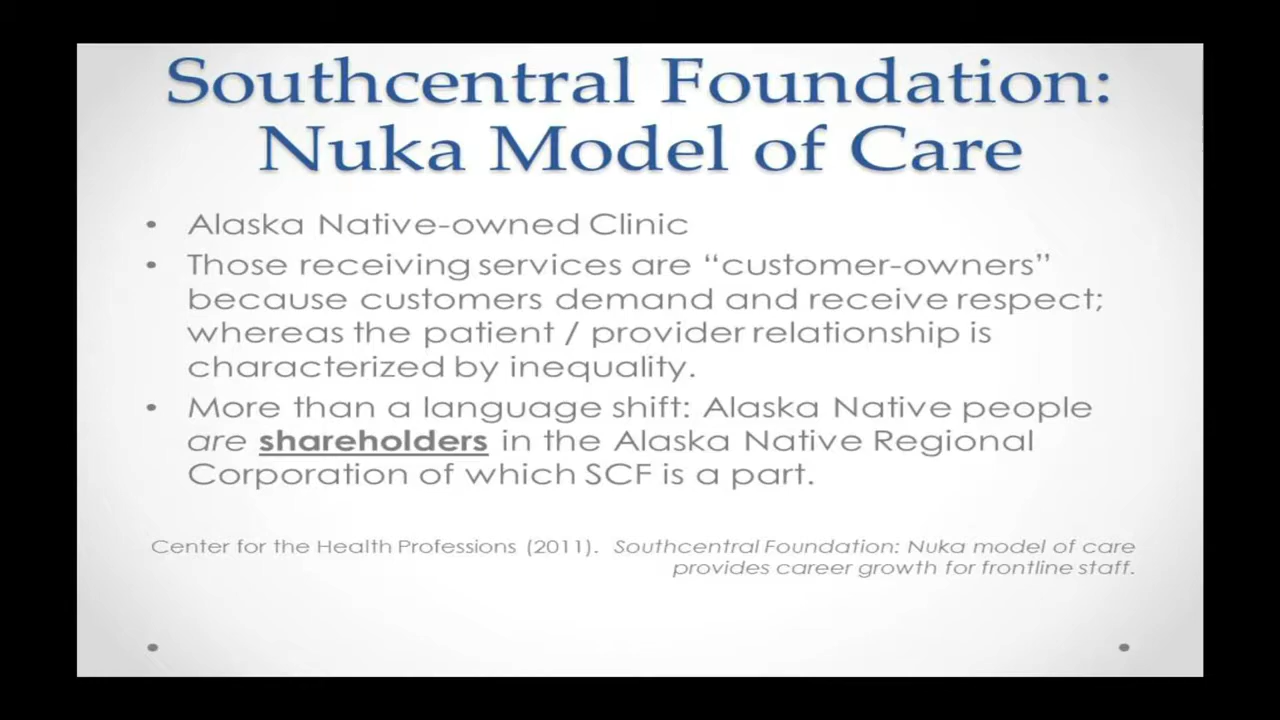 Southcentral Foundation:
Nuka Model of Care
• Alaska Native-owned Clinic
• Those receiving services are “customer-owners”
because customers demand and receive respect;
whereas the patient / provider relationship is
characterized by inequality.
• More than a language shift: Alaska Native people
are shareholders in the Alaska Native Regional
Corporation of which SCF is a part.
Center for the Health Professions (2011). Southcentral Foundation: Nuka model of care
provides career growth for frontline staff.